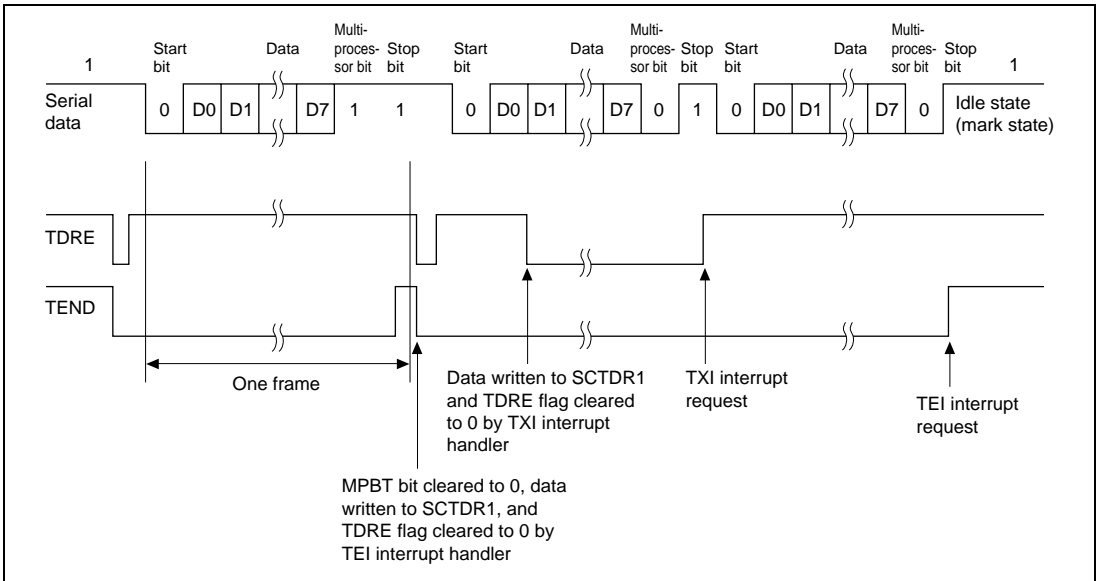 1
Start
bit
Data
Multi-
proces-
sor bit
Stop
bit
Start
bit
Data
Multi-
proces-
sor bit
Stop
bit
Start
bit
Data
Multi-
proces-
sor bit
Stop
bit
1
Serial
data
0 D0 D1 D7 1 1 0 D0 D1 D7 0 1 0 D0 D1 D7 0
Idle state
(mark state)
TDRE
TEND
One frame
Data written to SCTDR1
and TDRE flag cleared
to 0 by TXI interrupt
handler
TXI interrupt
request
TEI interrupt
request
MPBT bit cleared to 0, data
written to SCTDR1, and
TDRE flag cleared to 0 by
TEI interrupt handler